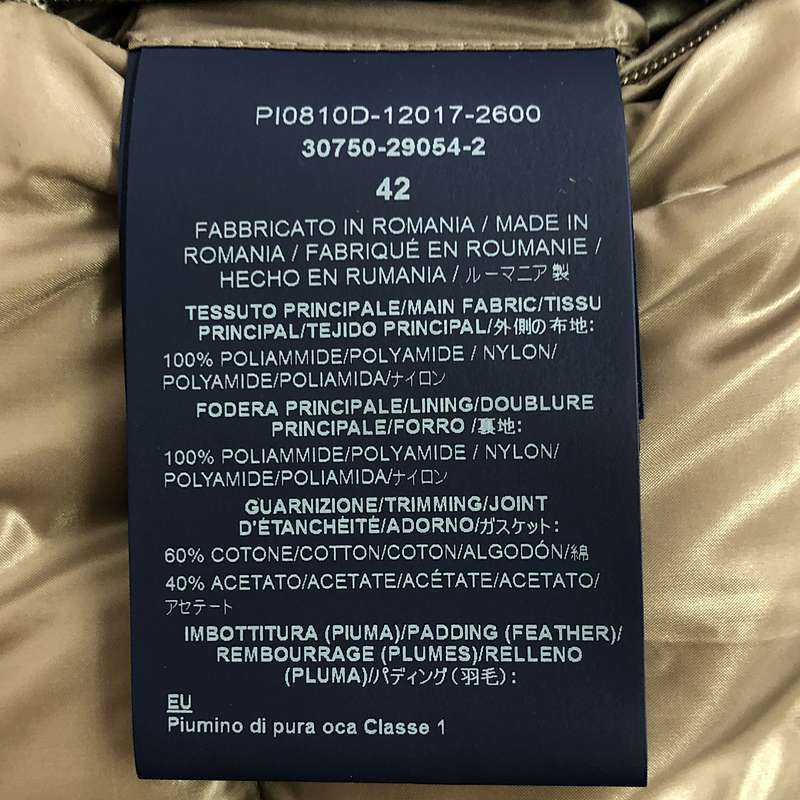 PI0810D-12017-2600
30750-29054-2
42
FABBRICATO IN ROMANIA / MADE IN
ROMANIA / FABRIQUÉ EN ROUMANIE /
HECHO EN RUMANIA / ルーマニア製
TESSUTO PRINCIPALE/MAIN FABRIC/TISSU
PRINCIPAL/TEJIDO PRINCIPAL/外側の布地:
100% POLIAMMIDE/POLYAMIDE / NYLON/
POLYAMIDE/POLIAMIDA/ナイロン
FODERA PRINCIPALE/LINING/DOUBLURE
PRINCIPALE/FORRO /裏地:
100% POLIAMMIDE/POLYAMIDE / NYLON/
POLYAMIDE/POLIAMIDA/ナイロン
GUARNIZIONE/TRIMMING/JOINT
D'ÉTANCHÉITÉ/ADORNO/ガスケット:
60% COTONE/COTTON/COTON/ALGODÓN/綿
40% ACETATO/ACETATE/ACÉTATE/ACETATO/
アセテート
IMBOTTITURA (PIUMA)/PADDING (FEATHER)/
REMBOURRAGE (PLUMES)/RELLENO
(PLUMA)/パディング(羽毛):
EU
Piumino di pura oca Classe 1